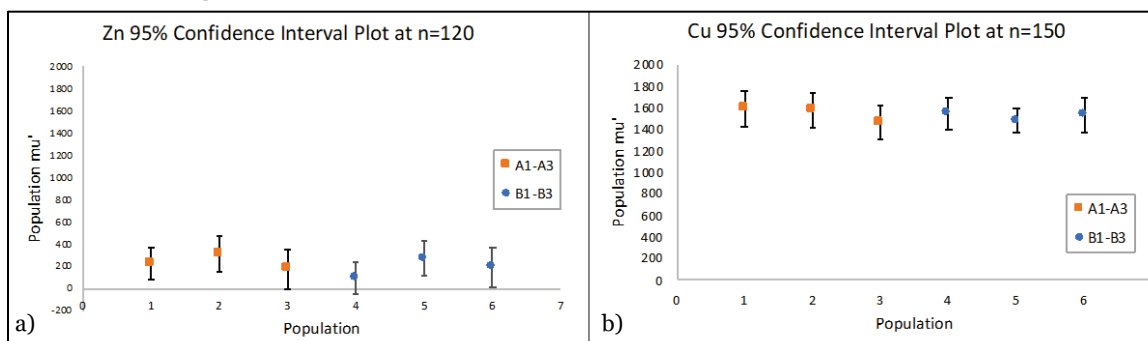 Zn 95% Confidence Interval Plot at n=120
Population mu'
2000
1800
1600
1400
1200
1000
800
600
400
200
0
-200
0 1 2 3 4 5 6 7
Population
A1-A3
B1-B3
a)
Cu 95% Confidence Interval Plot at n=150
Population mu'
2000
1800
1600
1400
1200
1000
800
600
400
200
0
0 1 2 3 4 5 6
Population
A1-A3
B1-B3
b)